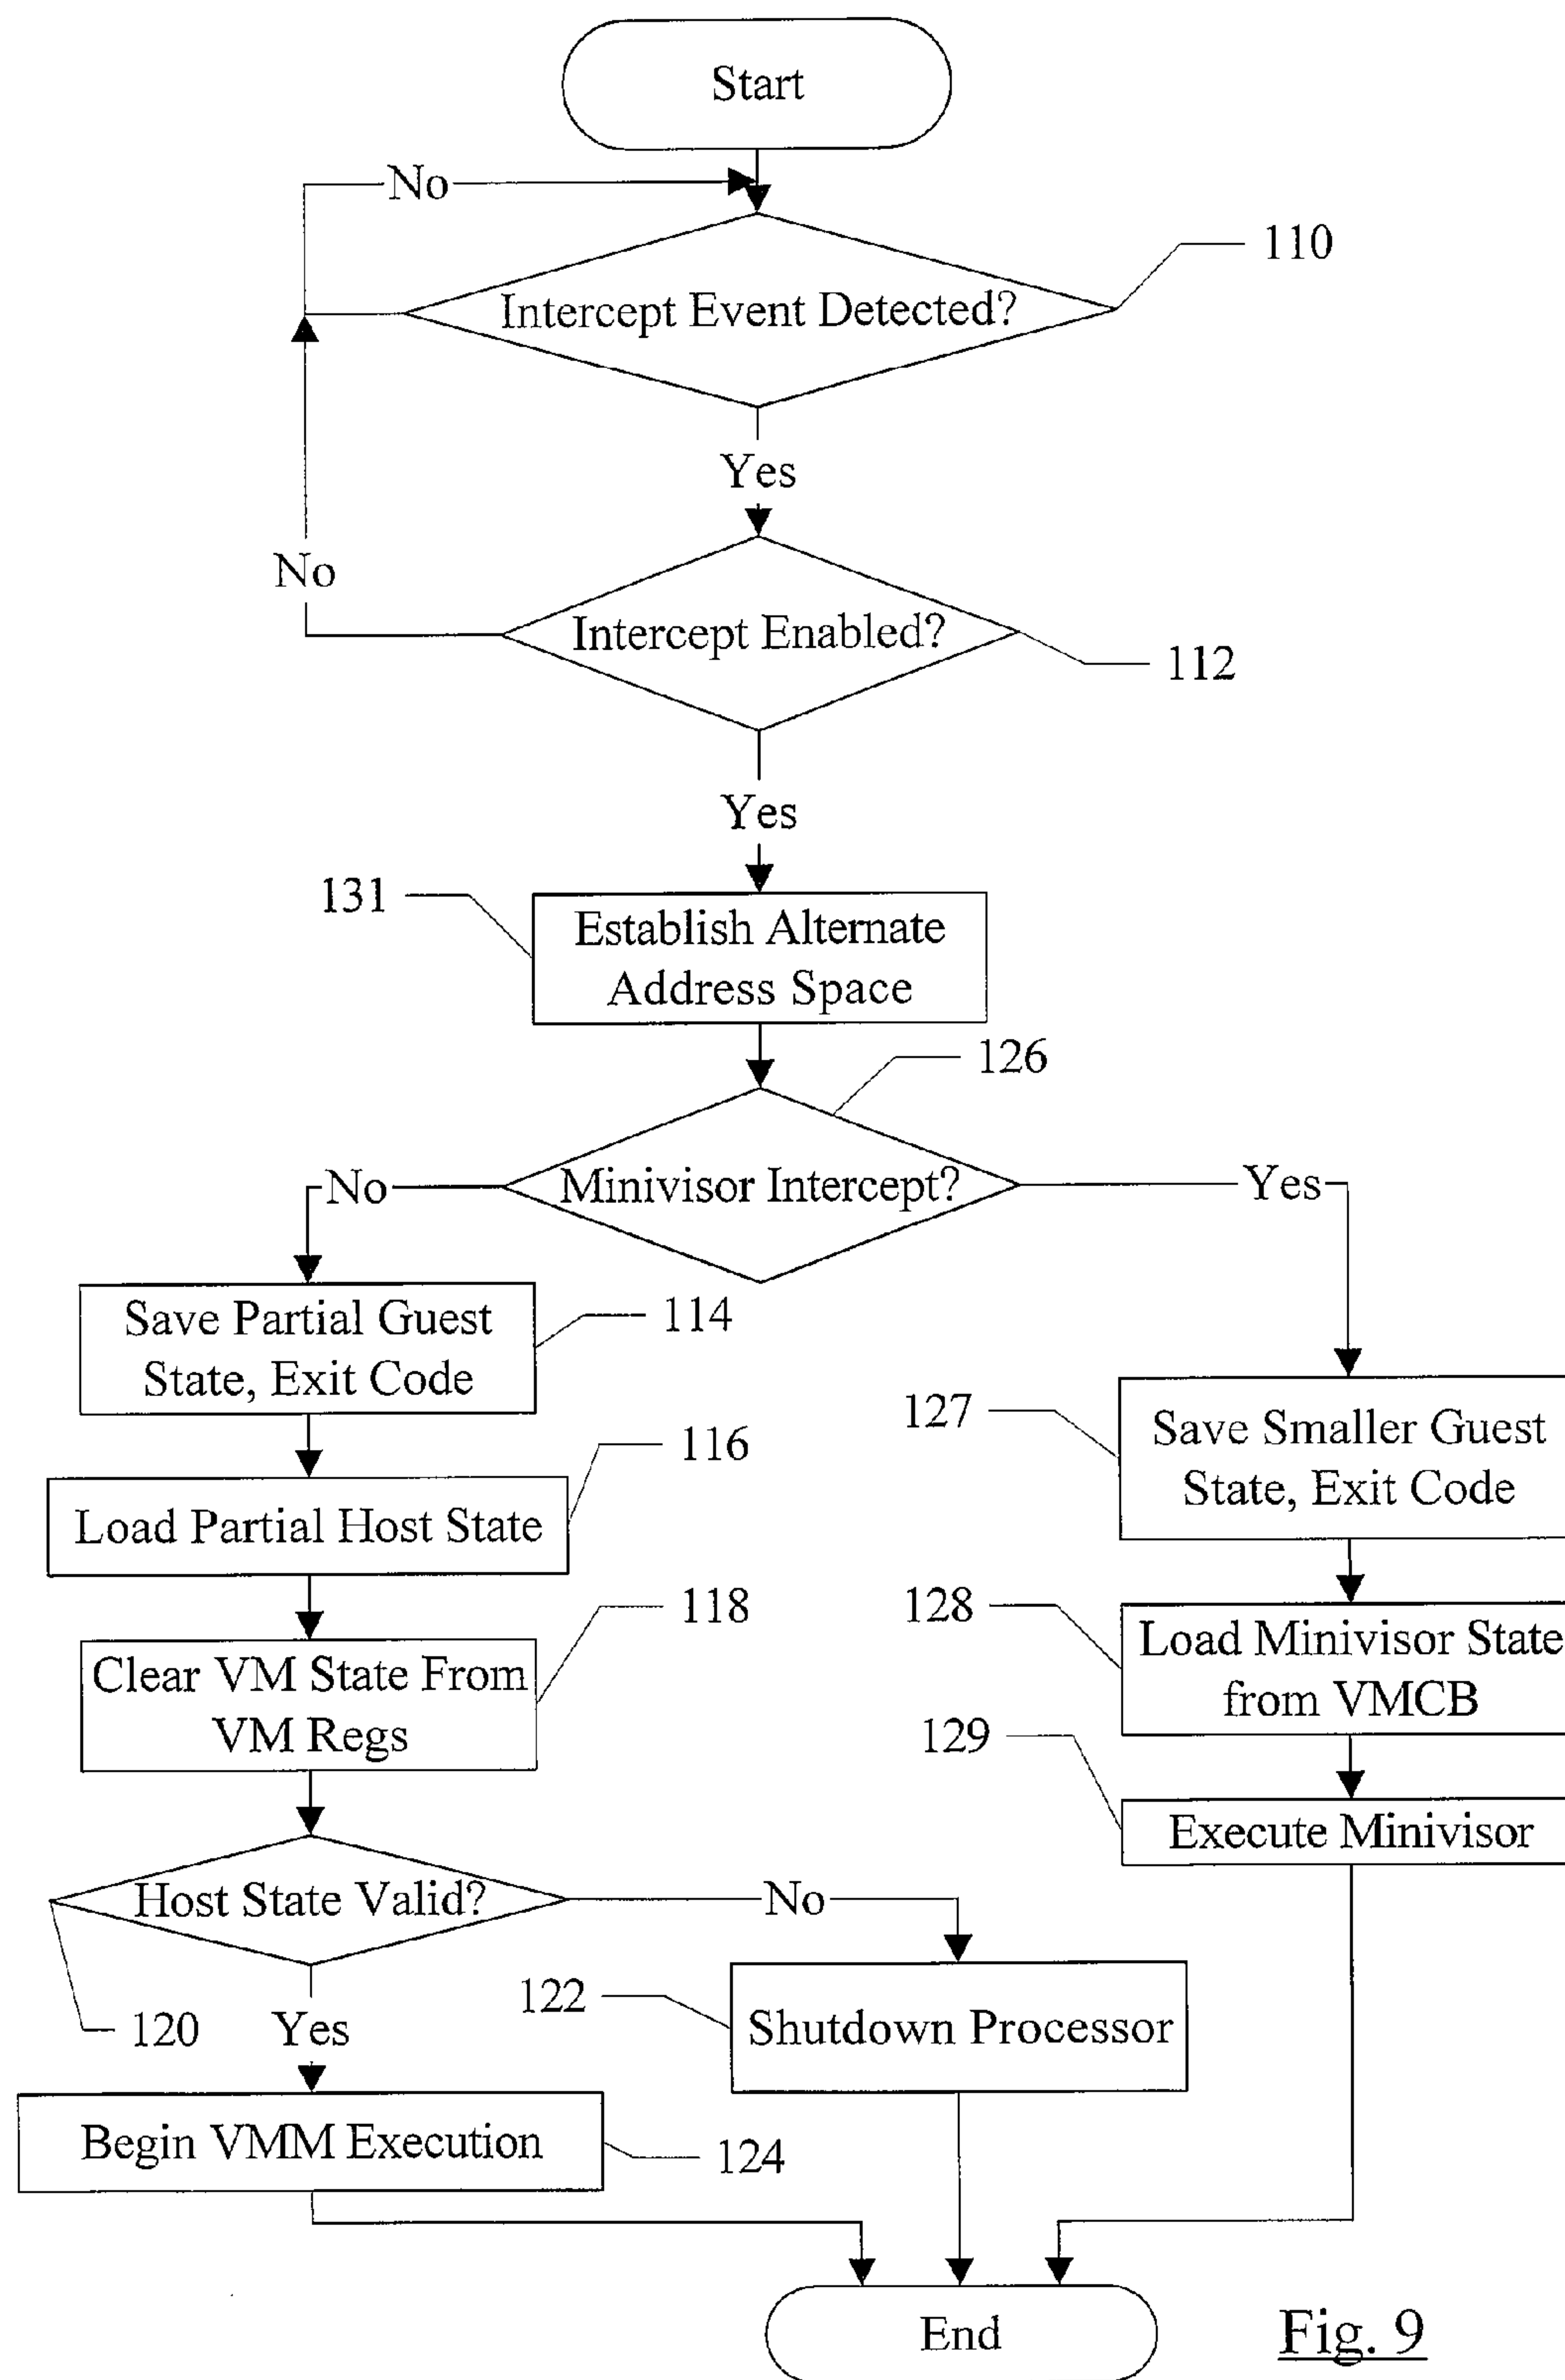 Start
No
110
Intercept Event Detected?
Yes
No
Intercept Enabled?
112
Yes
131
Establish Alternate
Address Space
126
Minivisor Intercept?
No
Yes
Save Partial Guest
State, Exit Code
114
127
Save Smaller Guest
State, Exit Code
116
Load Partial Host State
128
Load Minivisor State
from VMCB
118
Clear VM State From
VM Regs
129
Execute Minivisor
Host State Valid?
No
120
Yes
122
Shutdown Processor
Begin VMM Execution
124
End
Fig. 9